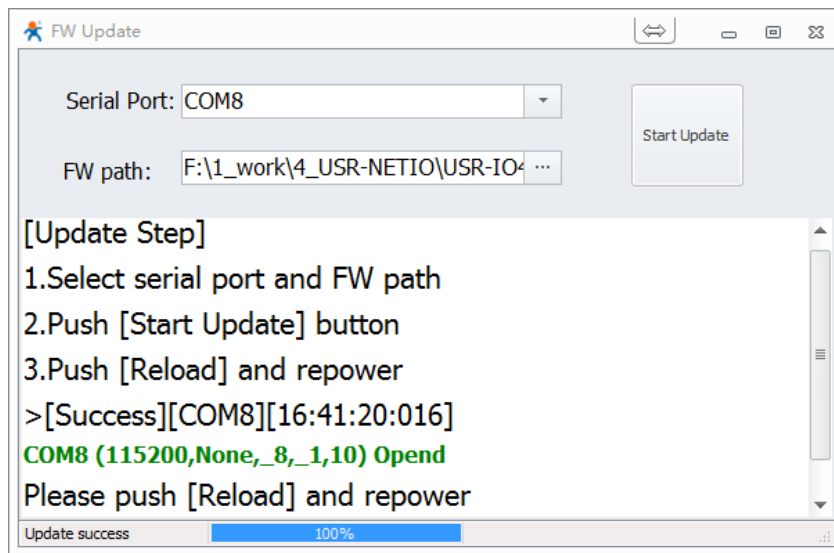 FW Update
Serial Port: COM8
Start Update
FW path: F:\1_work\4_USR-NETIO\USR-IO4 ...
[Update Step]
1.Select serial port and FW path
2.Push [Start Update] button
3.Push [Reload] and repower
>[Success][COM8][16:41:20:016]
COM8 (115200,None,_8,_1,10) Opend
Please push [Reload] and repower
Update success 100%